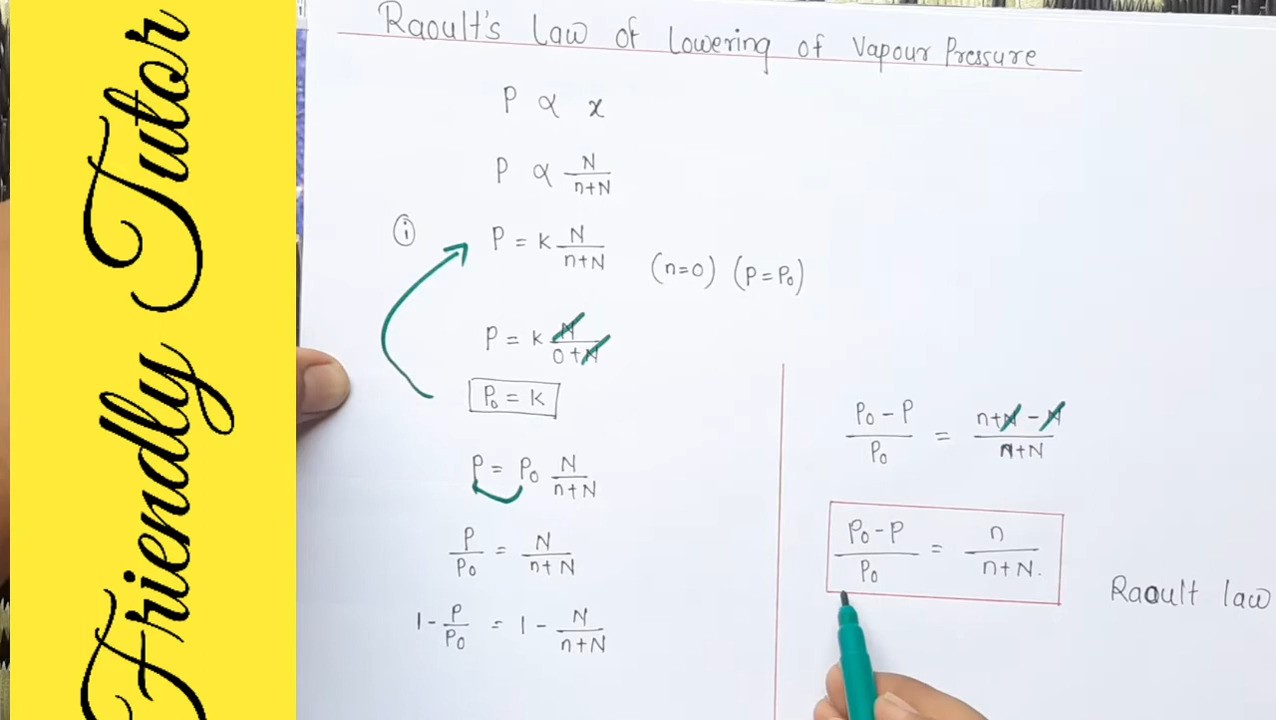 Friendly Tutor
Raoult's Law of Lowering of Vapour Pressure
P ∝ x
P ∝ N/n+N
(i) P = k N/n+N (n=0) (P=P₀)
P = k N/0+N
P₀ = k
P = P₀ N/n+N
P/P₀ = N/n+N
1 - P/P₀ = 1 - N/n+N
P₀-P/P₀ = n+N-N/n+N
P₀-P/P₀ = n/n+N.
Raoult law